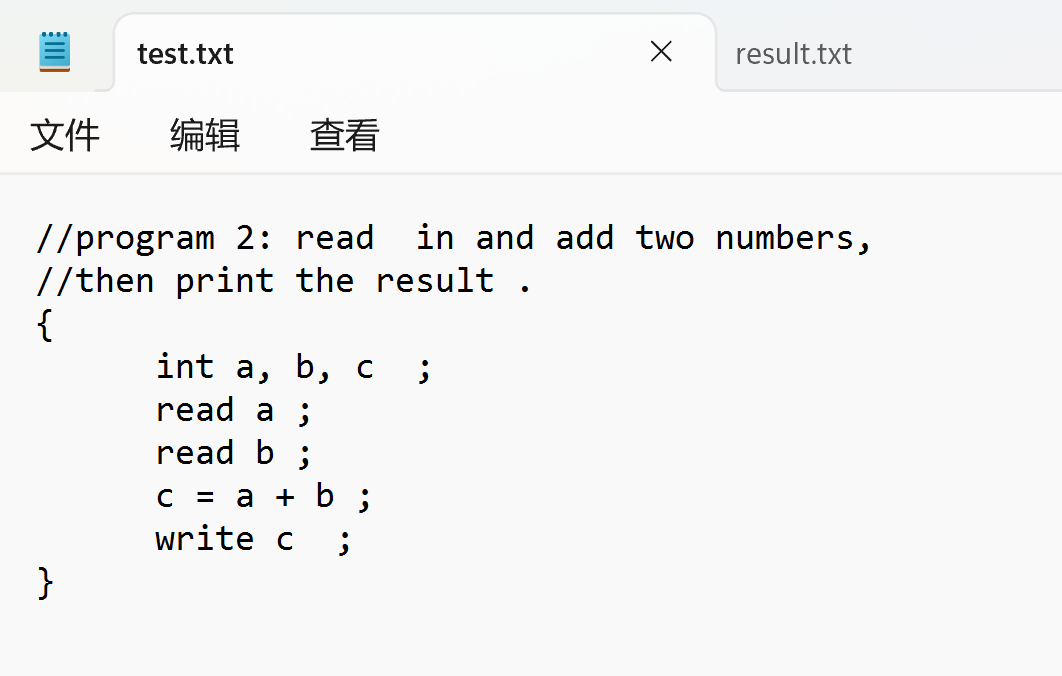 test.txt
result.txt
文件 编辑 查看
//program 2: read  in and add two numbers,
//then print the result .
{
      int a, b, c  ;
      read a ;
      read b ;
      c = a + b ;
      write c  ;
}